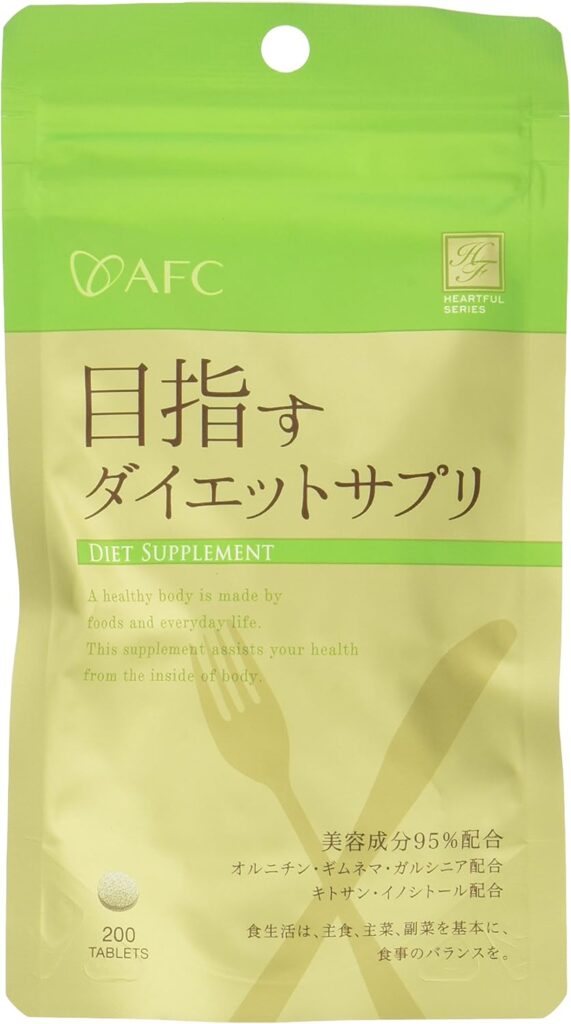 AFC
HF
HEARTFUL
SERIES
目指す
ダイエットサプリ
DIET SUPPLEMENT
A healthy body is made by
foods and everyday life.
This supplement assists your health
from the inside of body.
美容成分95%配合
オルニチン・ギムネマ・ガルシニア配合
キトサン・イノシトール配合
200
TABLETS
食生活は、主食、主菜、副菜を基本に、
食事のバランスを。